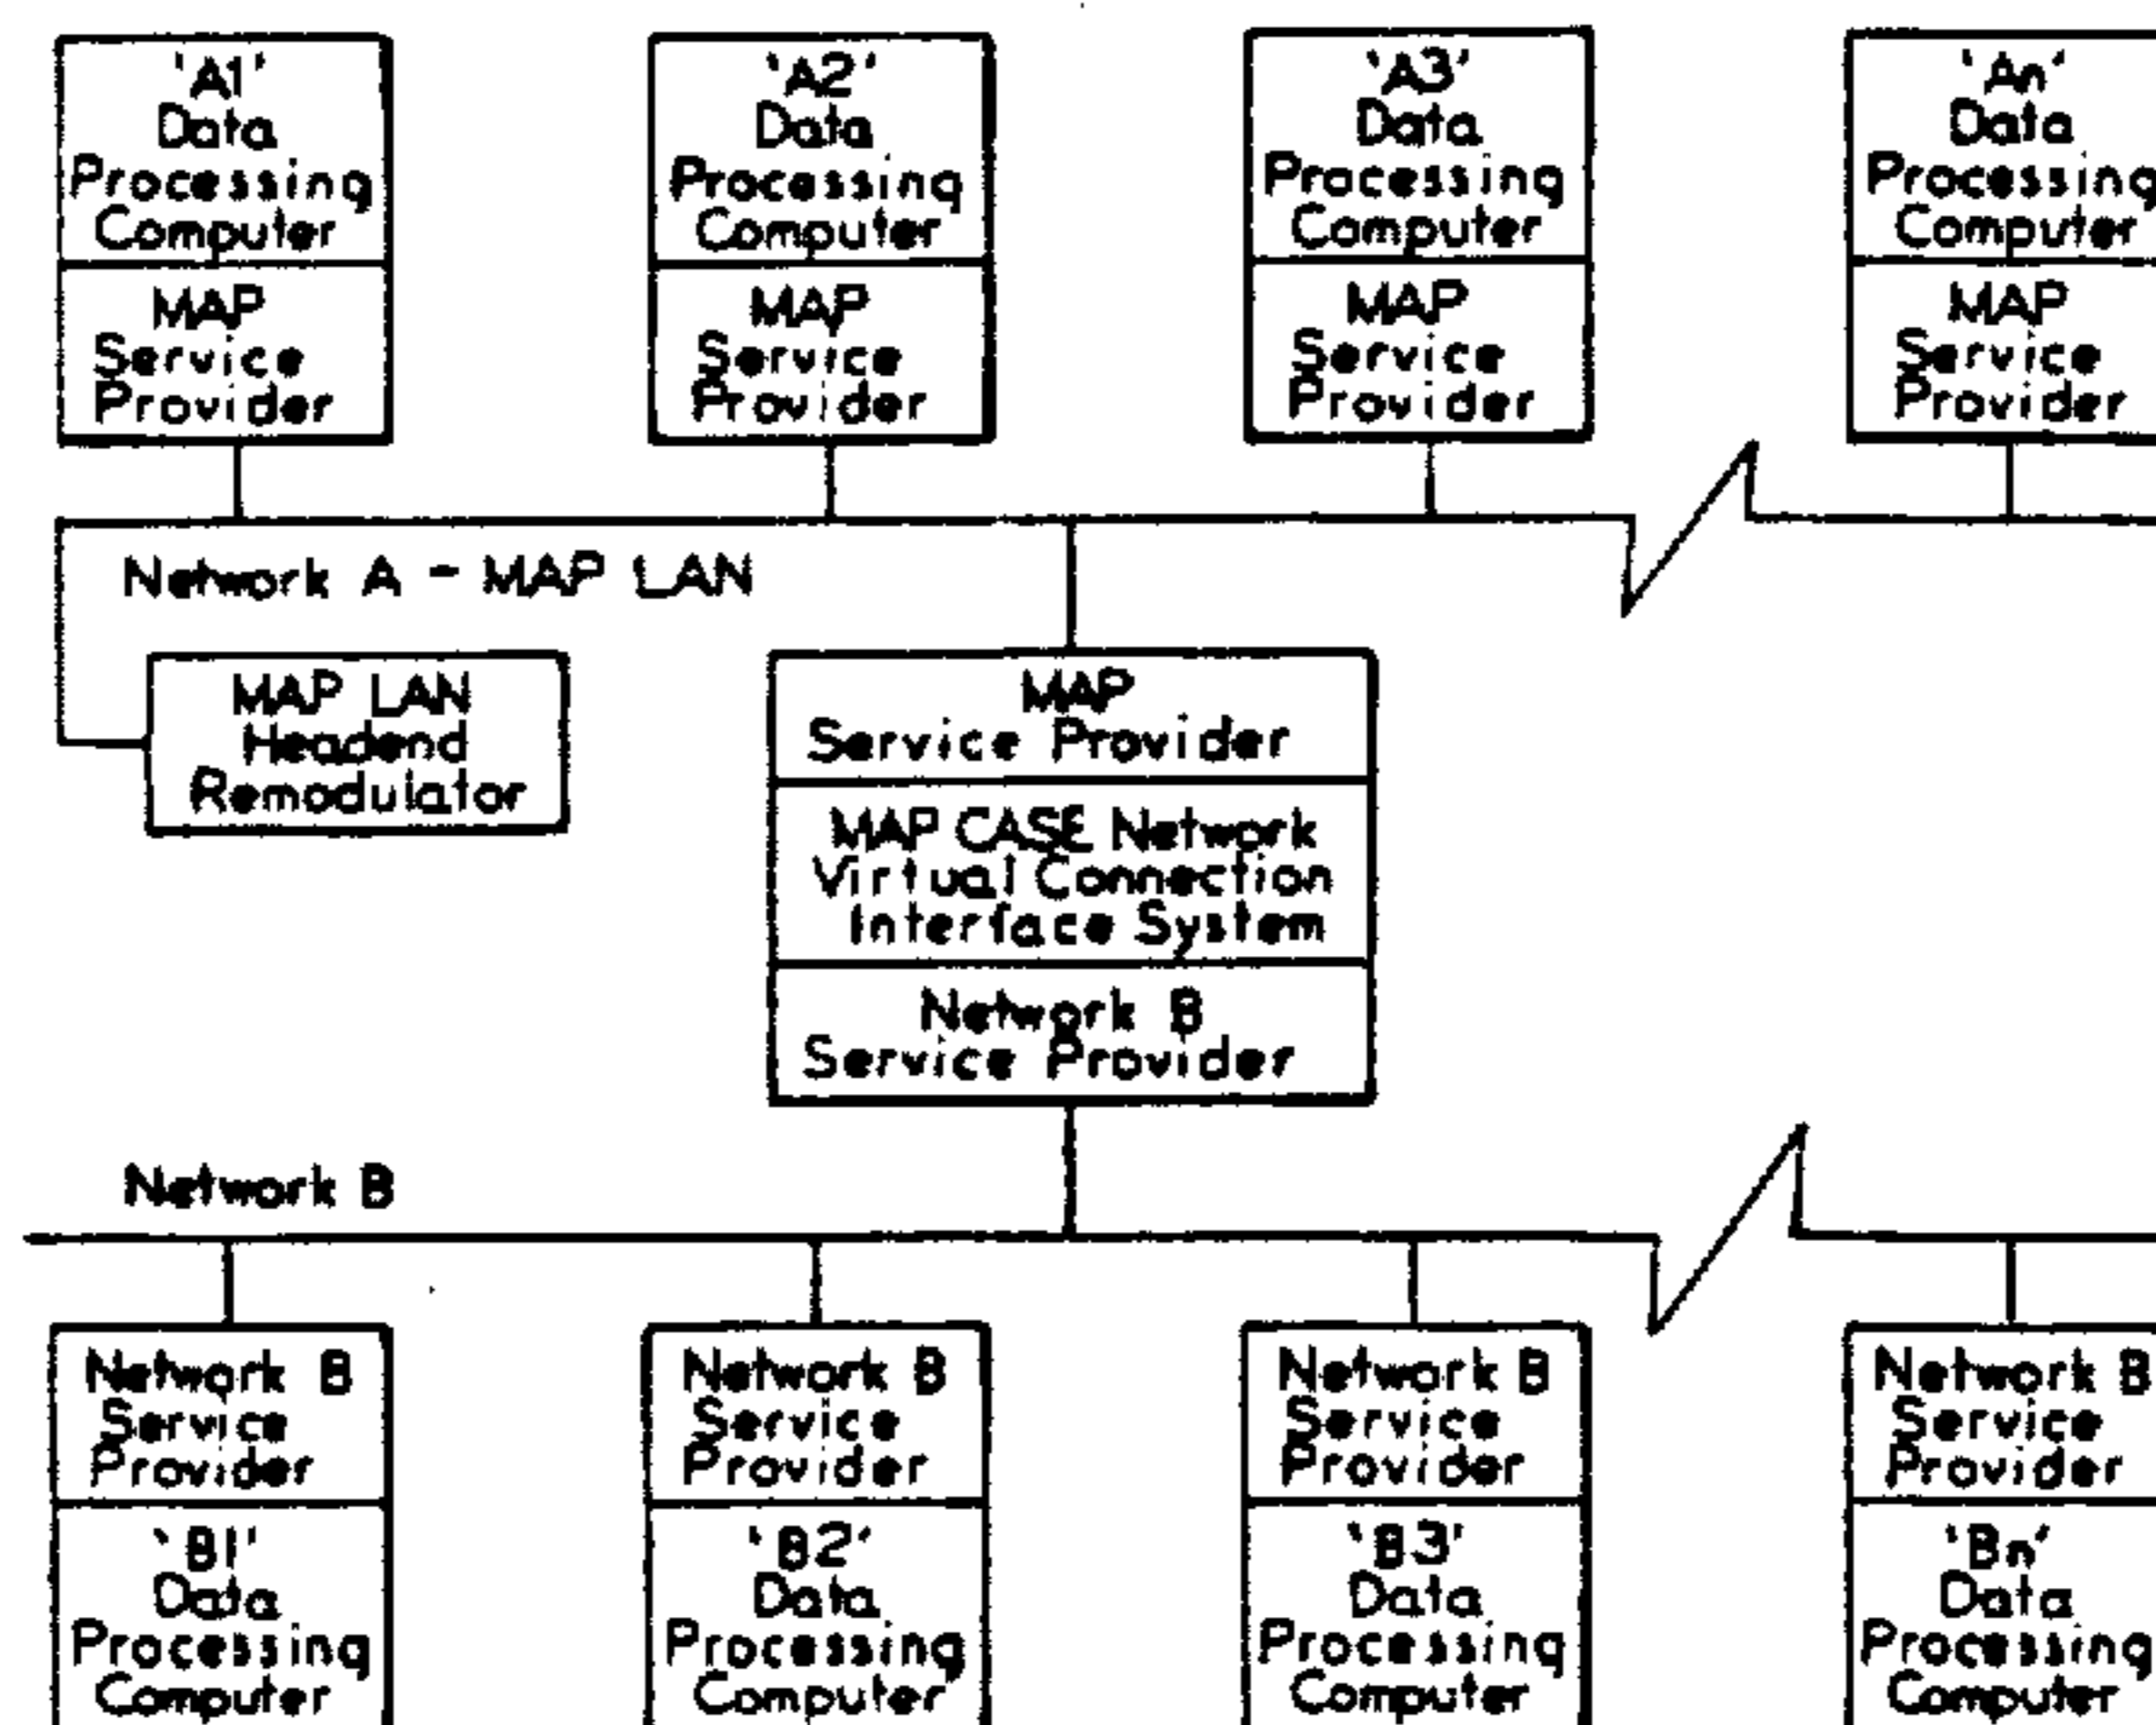 'A1'
Data
Processing
Computer
MAP
Service
Provider
'A2'
Data
Processing
Computer
MAP
Service
Provider
'A3'
Data
Processing
Computer
MAP
Service
Provider
'An'
Data
Processing
Computer
MAP
Service
Provider
Network A - MAP LAN
MAP LAN
Headend
Remodulator
MAP
Service Provider
MAP CASE Network
Virtual Connection
Interface System
Network B
Service Provider
Network B
Network B
Service
Provider
'B1'
Data
Processing
Computer
Network B
Service
Provider
'B2'
Data
Processing
Computer
Network B
Service
Provider
'B3'
Data
Processing
Computer
Network B
Service
Provider
'Bn'
Data
Processing
Computer